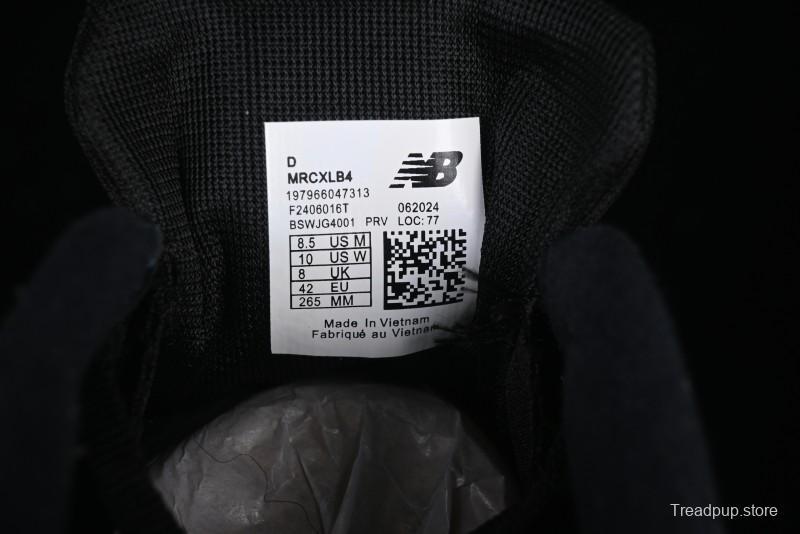 D
MRCXLB4
NB
197966047313
F2406016T 062024
BSWJG4001 PRV LOC: 77
8.5 US M
10 US W
8 UK
42 EU
265 MM
Made In Vietnam
Fabriqué au Vietnam
Treadpup.store